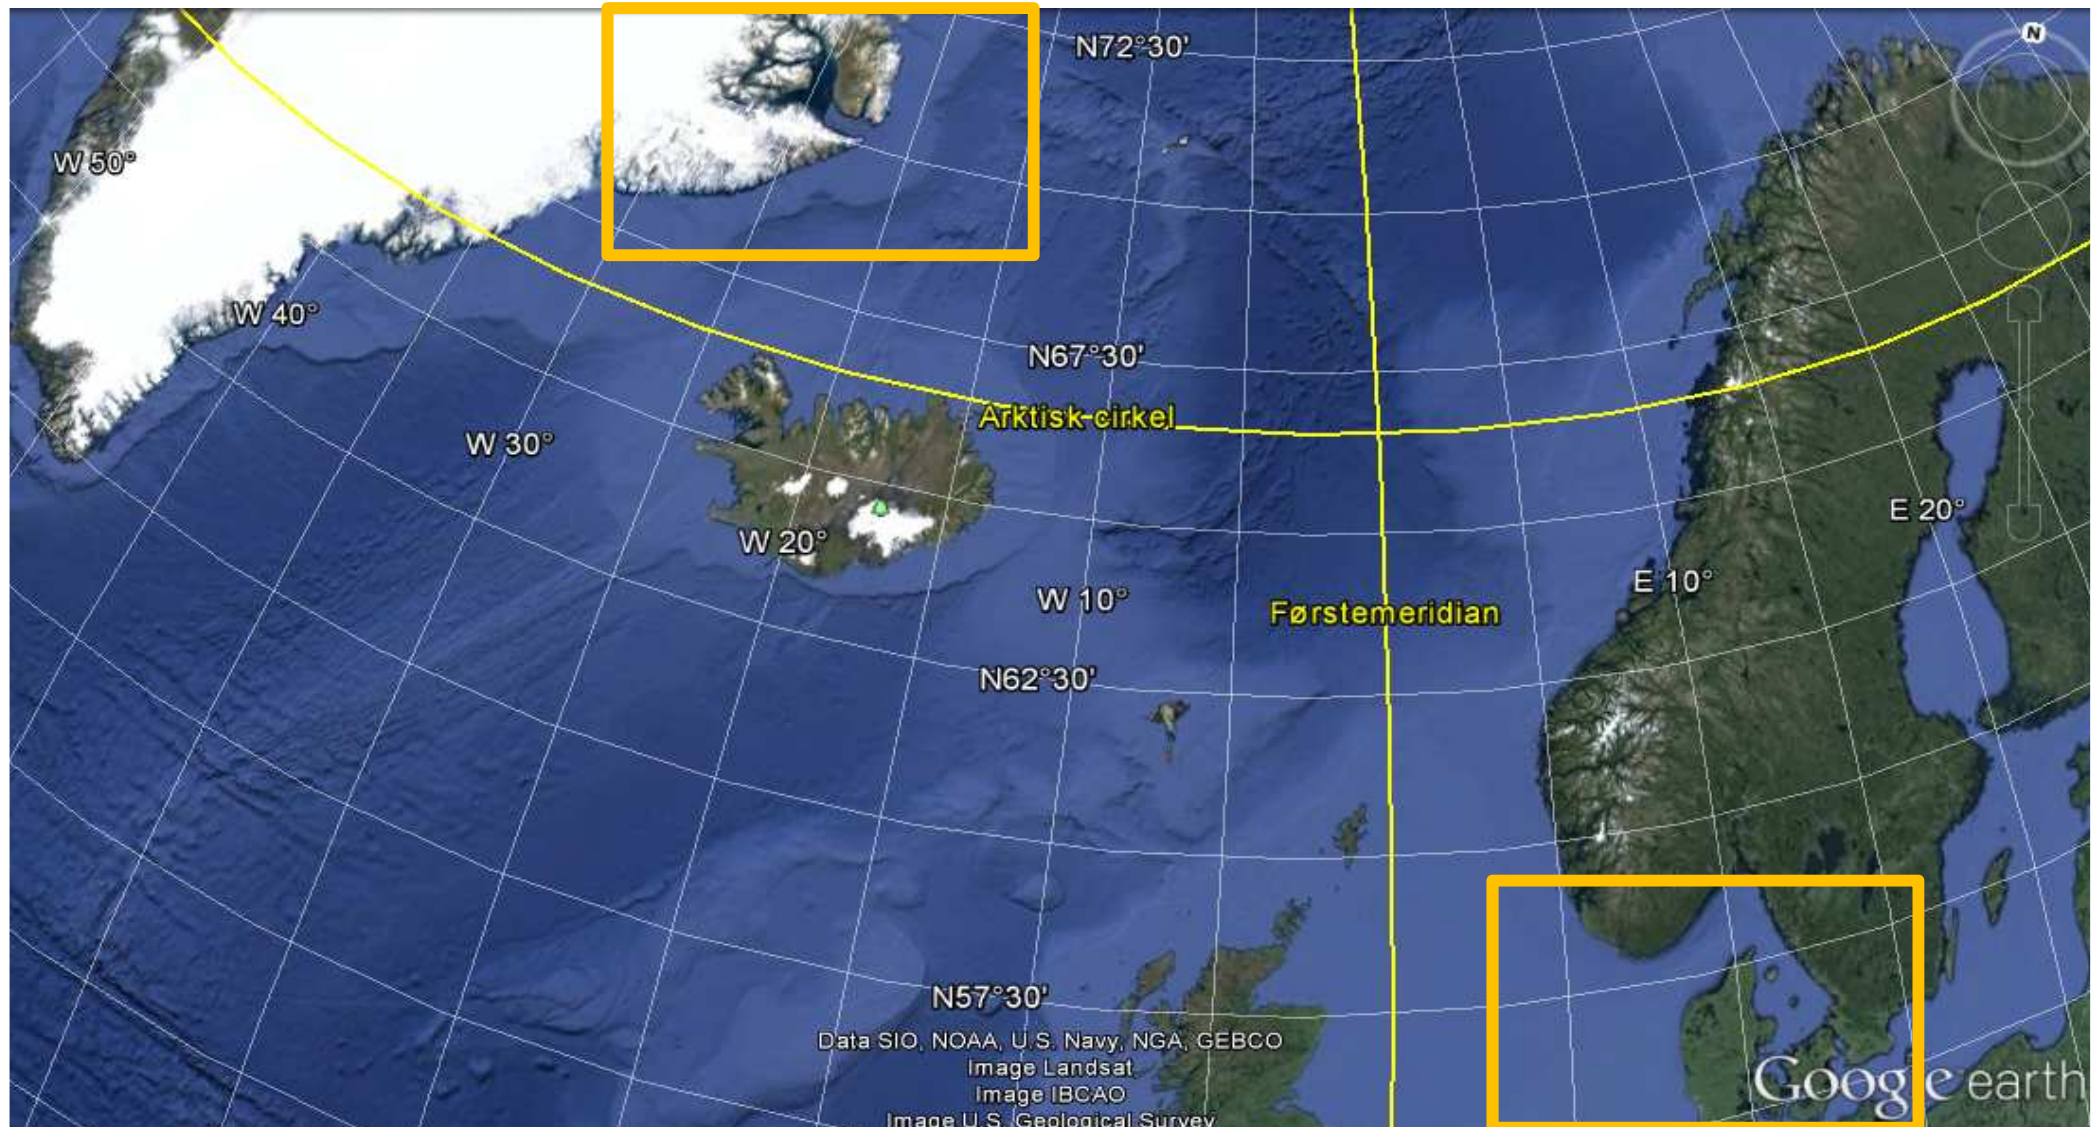 N
N72°30'
W 50°
W 40°
N67°30'
Arktisk cirkel
W 30°
E 20°
W 20°
E 10°
W 10°
Førstemeridian
N62°30'
N57°30'
Data SIO, NOAA, U.S. Navy, NGA, GEBCO
Image Landsat
Image IBCAO
Image U.S. Geological Survey
Google earth